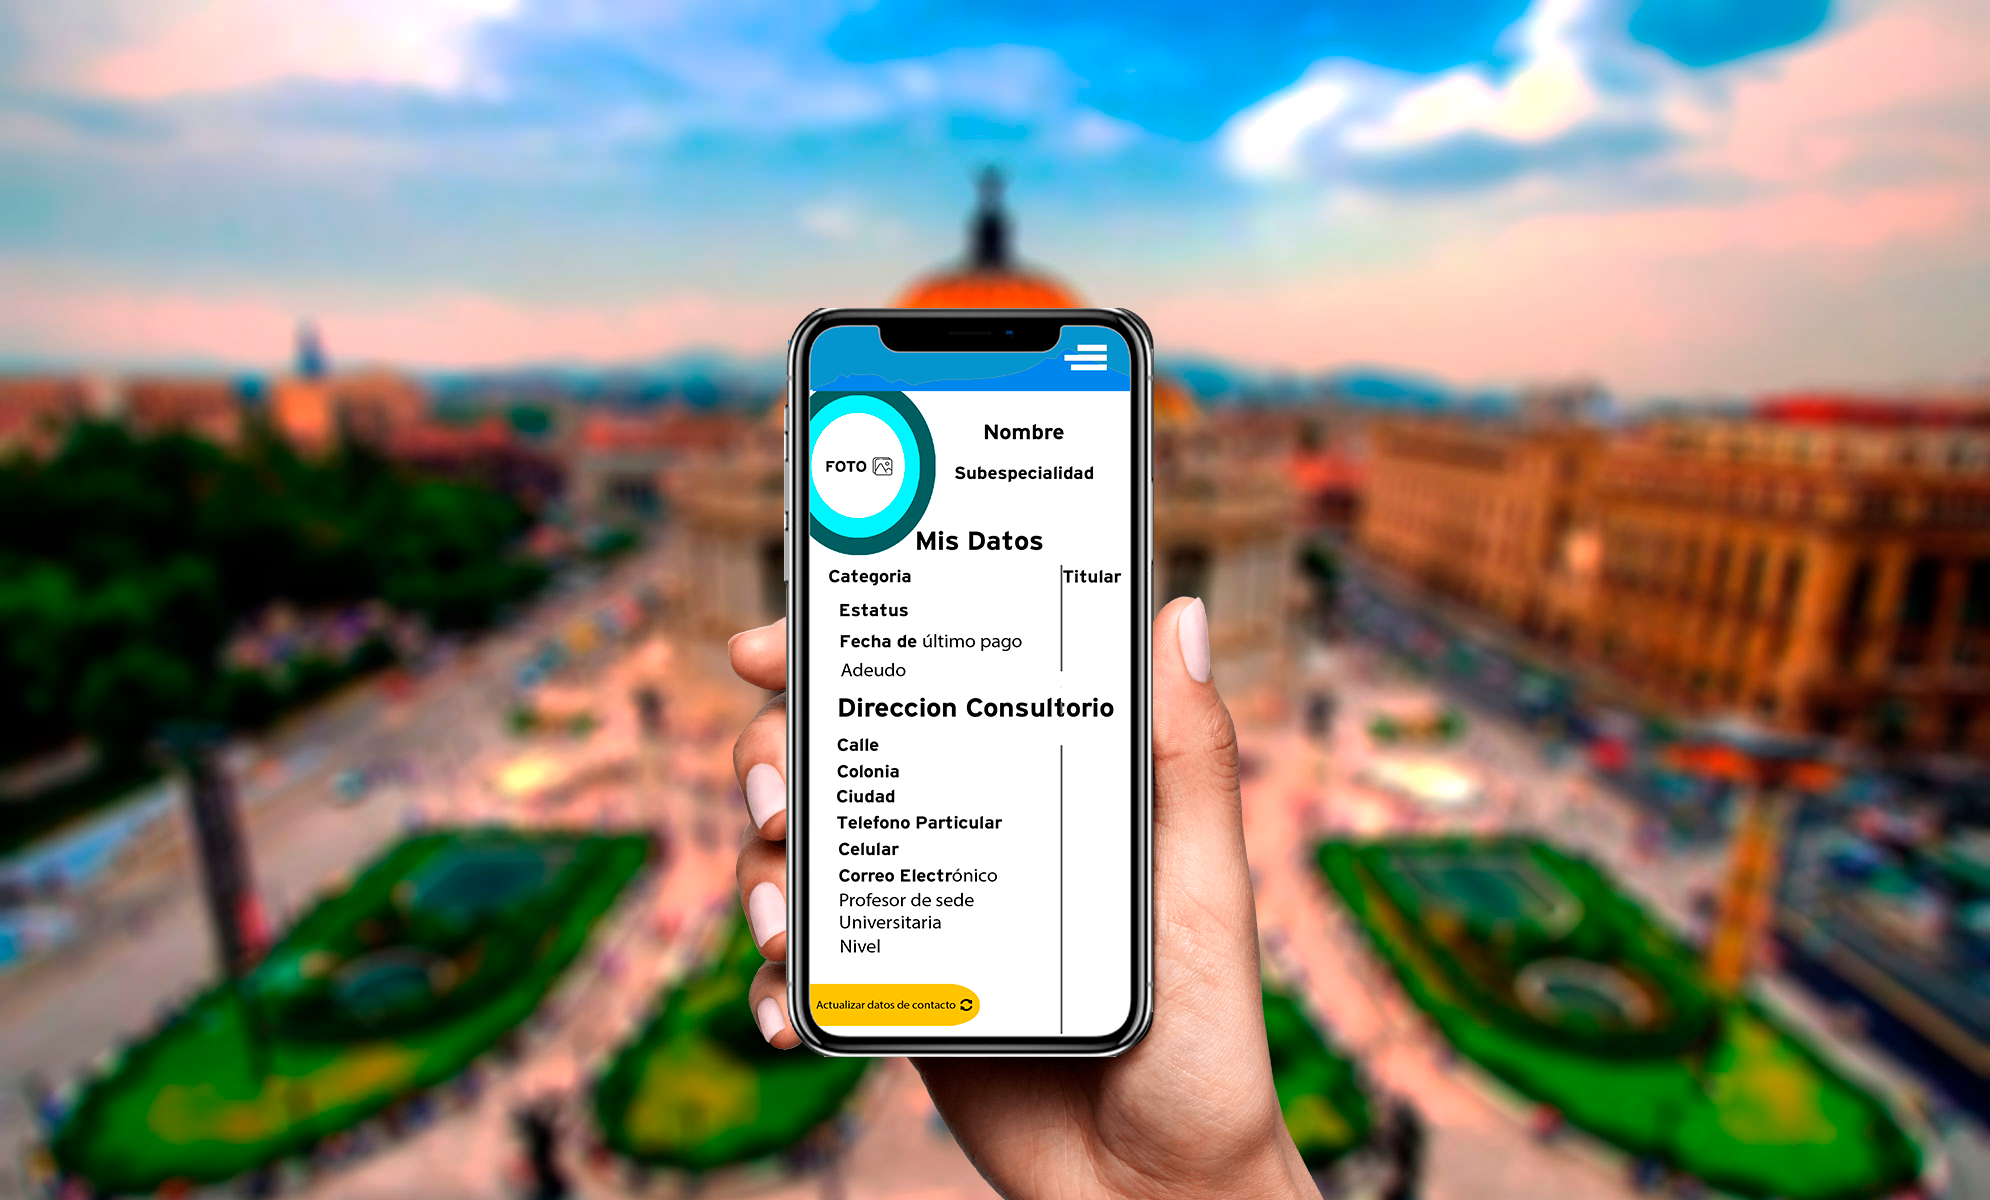 Nombre
FOTO
Subespecialidad
Mis Datos
Categoria Titular
Estatus
Fecha de último pago
Adeudo
Direccion Consultorio
Calle
Colonia
Ciudad
Telefono Particular
Celular
Correo Electrónico
Profesor de sede
Universitaria
Nivel
Actualizar datos de contacto